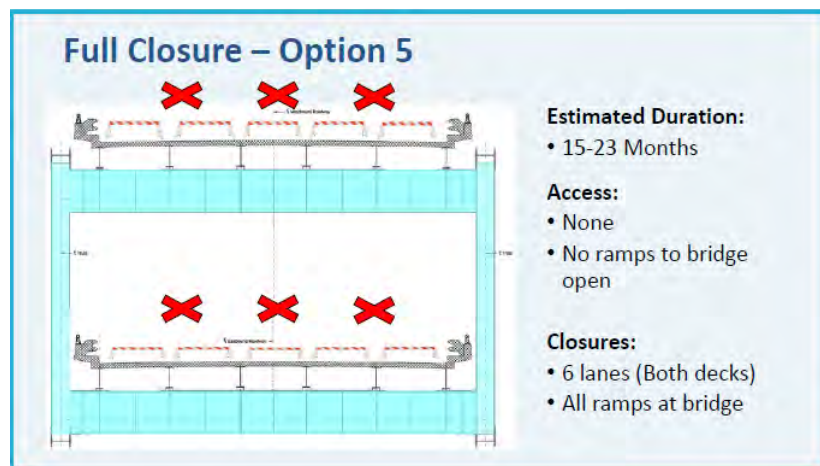 Full Closure – Option 5
Estimated Duration:
• 15-23 Months
Access:
• None
• No ramps to bridge
open
Closures:
• 6 lanes (Both decks)
• All ramps at bridge